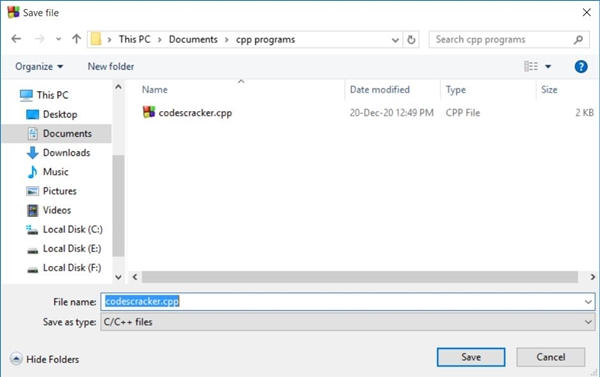 Save file
This PC > Documents > cpp programs
Search cpp programs
Organize New folder
Name Date modified Type Size
This PC
Desktop
Documents
Downloads
Music
Pictures
Videos
Local Disk (C:)
Local Disk (E:)
Local Disk (F:)
codescracker.cpp 20-Dec-20 12:49 PM CPP File 2 KB
File name: codescracker.cpp
Save as type: C/C++ files
Hide Folders Save Cancel